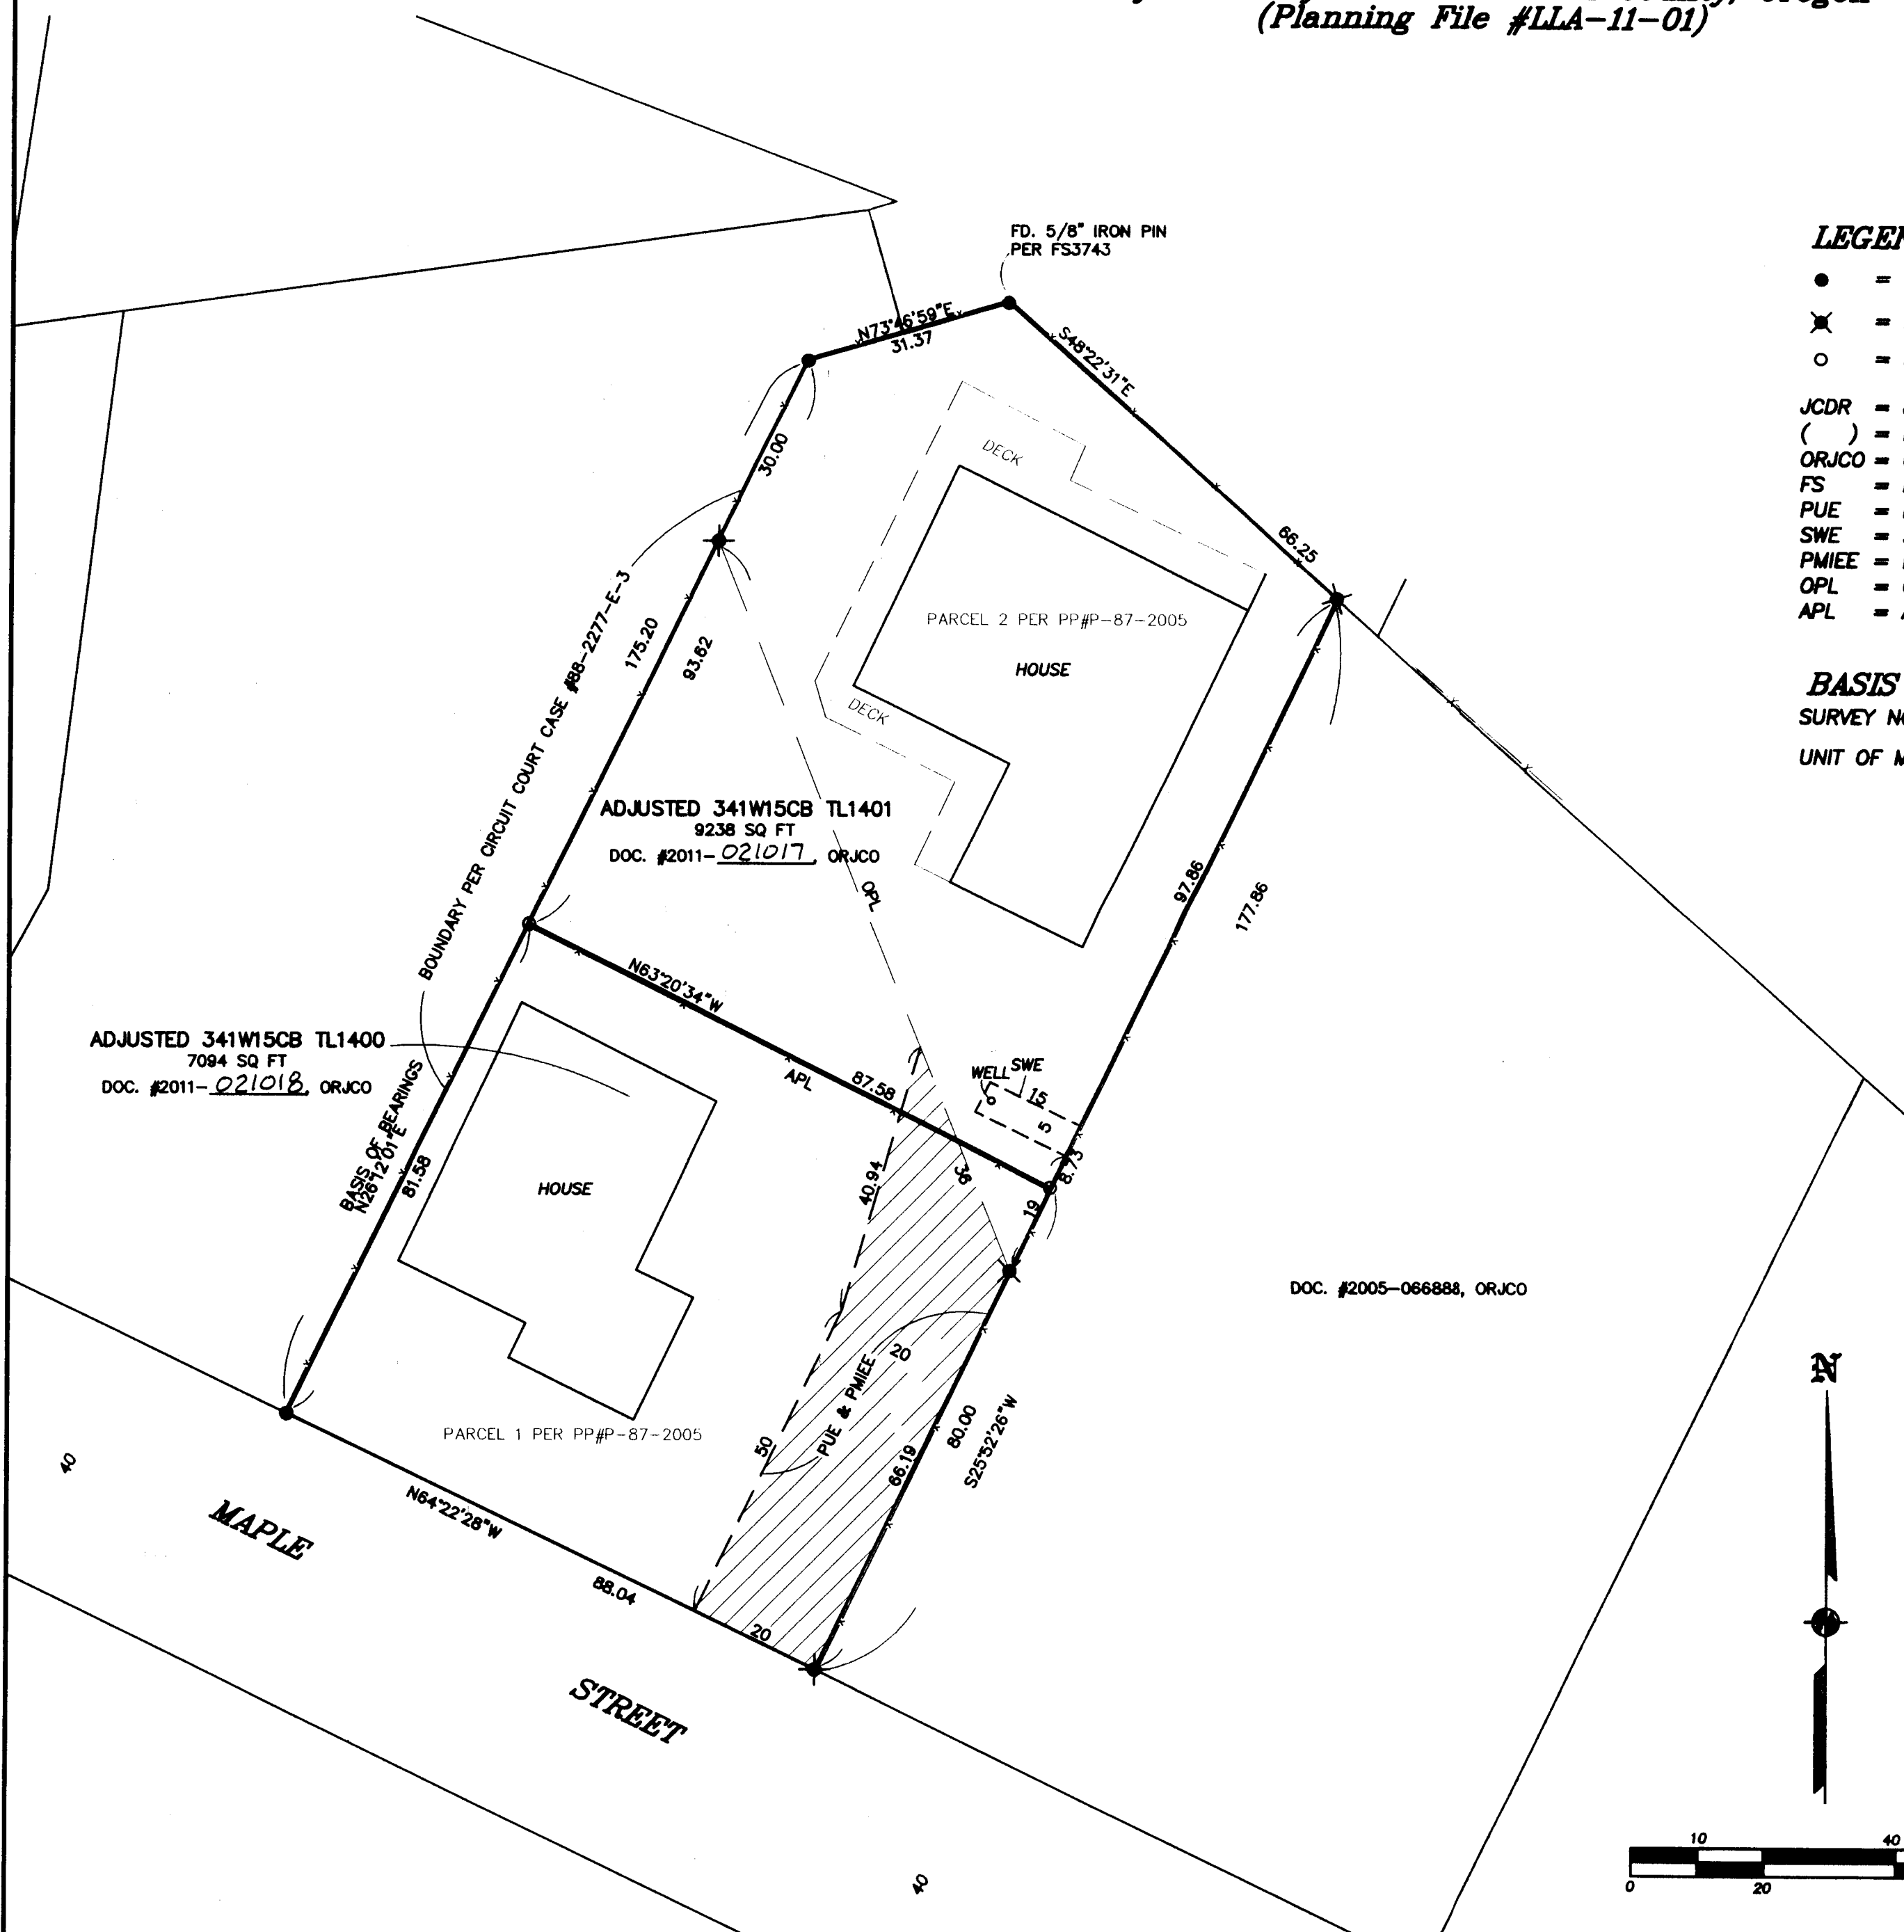 County, Oregon
(Planning File #LLA-11-01)
FD. 5/8" IRON PIN
PER FS3743
N73°46'59"E
31.37
S48°22'31"E
66.25
30.00
DECK
PARCEL 2 PER PP#P-87-2005
HOUSE
DECK
175.20
93.62
BOUNDARY PER CIRCUIT COURT CASE #88-2277-E-3
ADJUSTED 341W15CB TL1401
9238 SQ FT
DOC. #2011-021017, ORJCO
OPL
97.86
177.86
N63°20'34"W
APL
87.58
ADJUSTED 341W15CB TL1400
7094 SQ FT
DOC. #2011-021018, ORJCO
BASIS OF BEARINGS
N26°12'01"E
81.58
HOUSE
WELL
SWE
15
5
8.73
19
36
40.94
DOC. #2005-066888, ORJCO
PUE & PMIEE
20
50
66.19
80.00
S25°52'26"W
PARCEL 1 PER PP#P-87-2005
N64°22'28"W
88.04
20
40
MAPLE
STREET
40
=
=
=
JCDR =
( ) =
ORJCO =
FS =
PUE =
SWE =
PMIEE =
OPL =
APL =
BASIS
SURVEY
UNIT OF
N
10
40
0
20